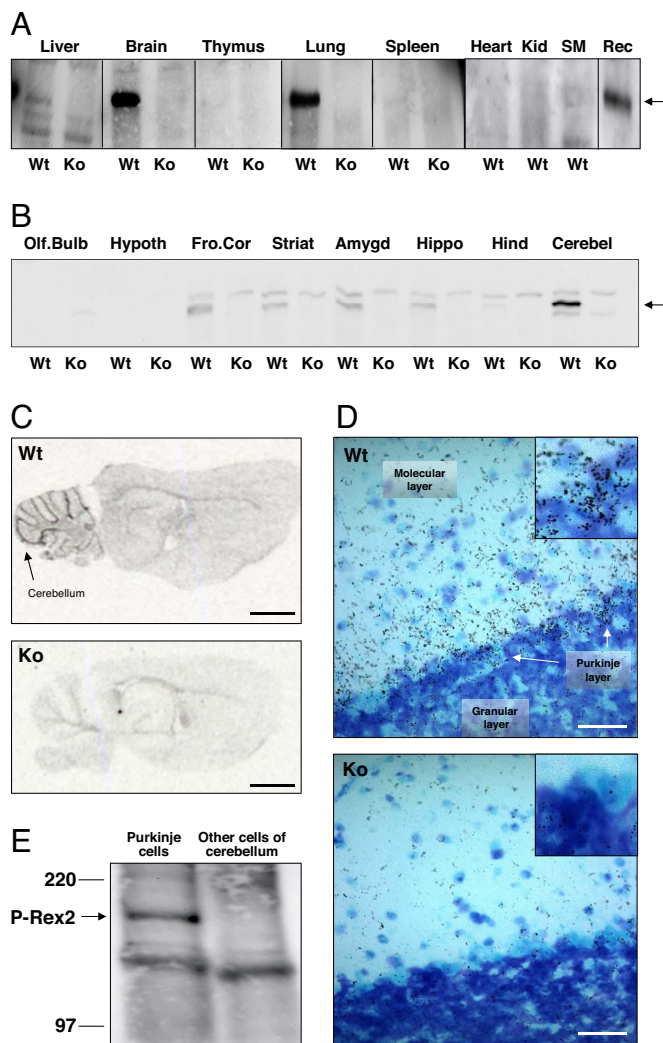 A
Liver Brain Thymus Lung Spleen Heart Kid SM Rec
Wt Ko Wt Ko Wt Ko Wt Ko Wt Ko Wt Wt Wt
B
Olf.Bulb Hypoth Fro.Cor Striat Amygd Hippo Hind Cerebel
Wt Ko Wt Ko Wt Ko Wt Ko Wt Ko Wt Ko Wt Ko Wt Ko
C
Wt
Cerebellum
Ko
D
Wt
Molecular
layer
Purkinje
layer
Granular
layer
Ko
E
Purkinje
cells
Other cells of
cerebellum
220
P-Rex2
97